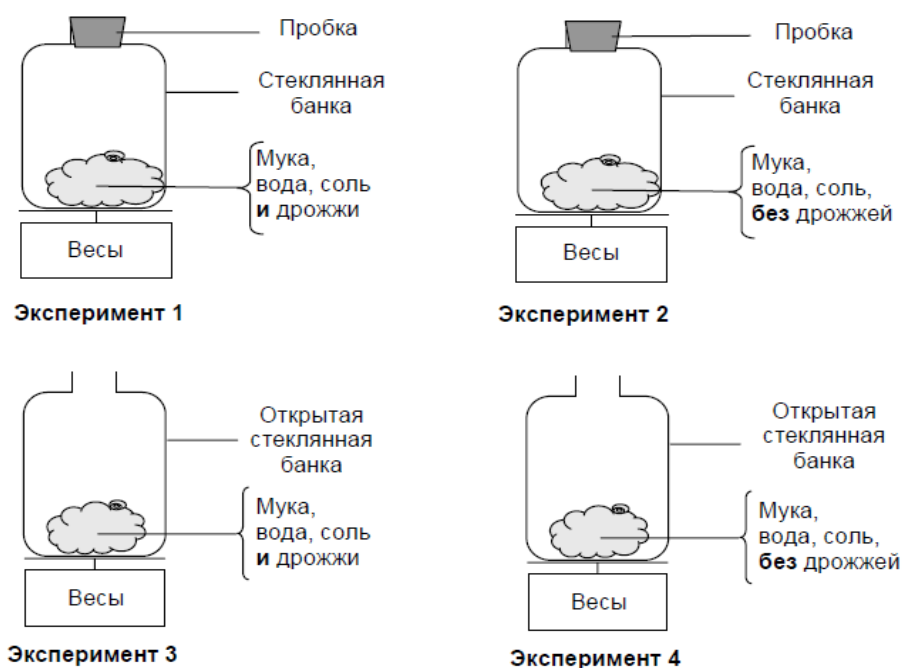 Пробка
Стеклянная
банка
Мука,
вода, соль
и дрожжи
Весы
Эксперимент 1
Пробка
Стеклянная
банка
Мука,
вода, соль,
без дрожжей
Весы
Эксперимент 2
Открытая
стеклянная
банка
Мука,
вода, соль
и дрожжи
Весы
Эксперимент 3
Открытая
стеклянная
банка
Мука,
вода, соль,
без дрожжей
Весы
Эксперимент 4